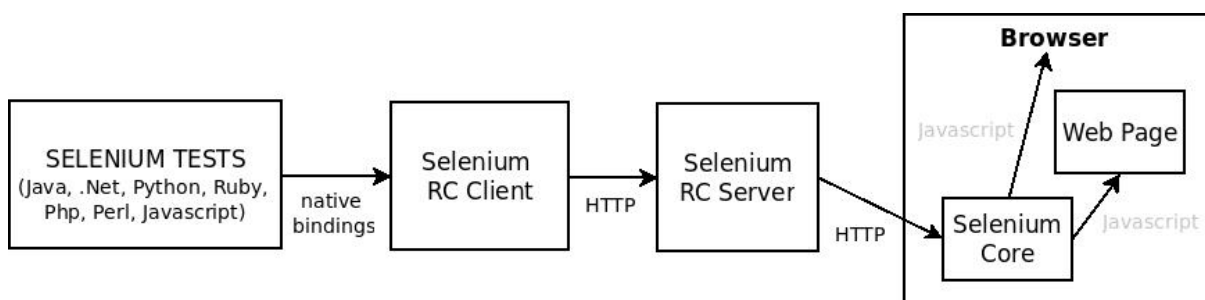 SELENIUM TESTS
(Java, .Net, Python, Ruby,
Php, Perl, Javascript)
native
bindings
Selenium
RC Client
HTTP
Selenium
RC Server
HTTP
Browser
Javascript
Web Page
Selenium
Core
Javascript